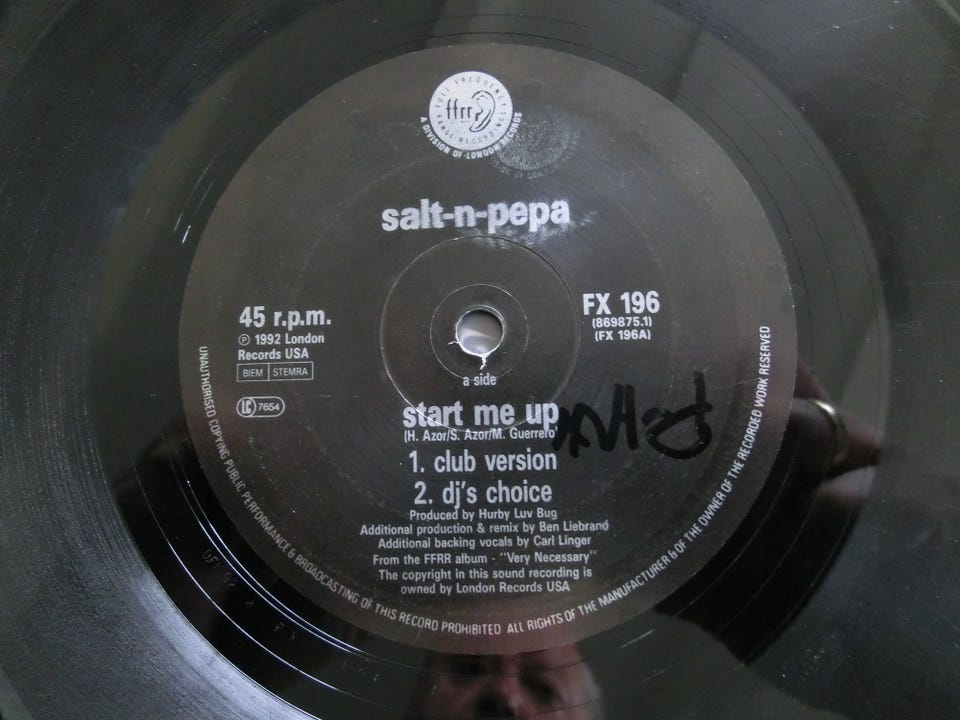 FULL FREQUENCY
RANGE RECORDINGS
ffrr
A DIVISION OF LONDON RECORDS
salt-n-pepa
45 r.p.m.
℗ 1992 London
Records USA
BIEM STEMRA
LC 7654
FX 196
(869875.1)
(FX 196A)
a side
start me up
(H. Azor/S. Azor/M. Guerrero)
1. club version
2. dj's choice
Produced by Hurby Luv Bug
Additional production & remix by Ben Liebrand
Additional backing vocals by Carl Linger
From the FFRR album - "Very Necessary"
The copyright in this sound recording is
owned by London Records USA
UNAUTHORISED COPYING PUBLIC PERFORMANCE & BROADCASTING OF THIS RECORD PROHIBITED. ALL RIGHTS OF THE MANUFACTURER & OF THE OWNER OF THE RECORDED WORK RESERVED